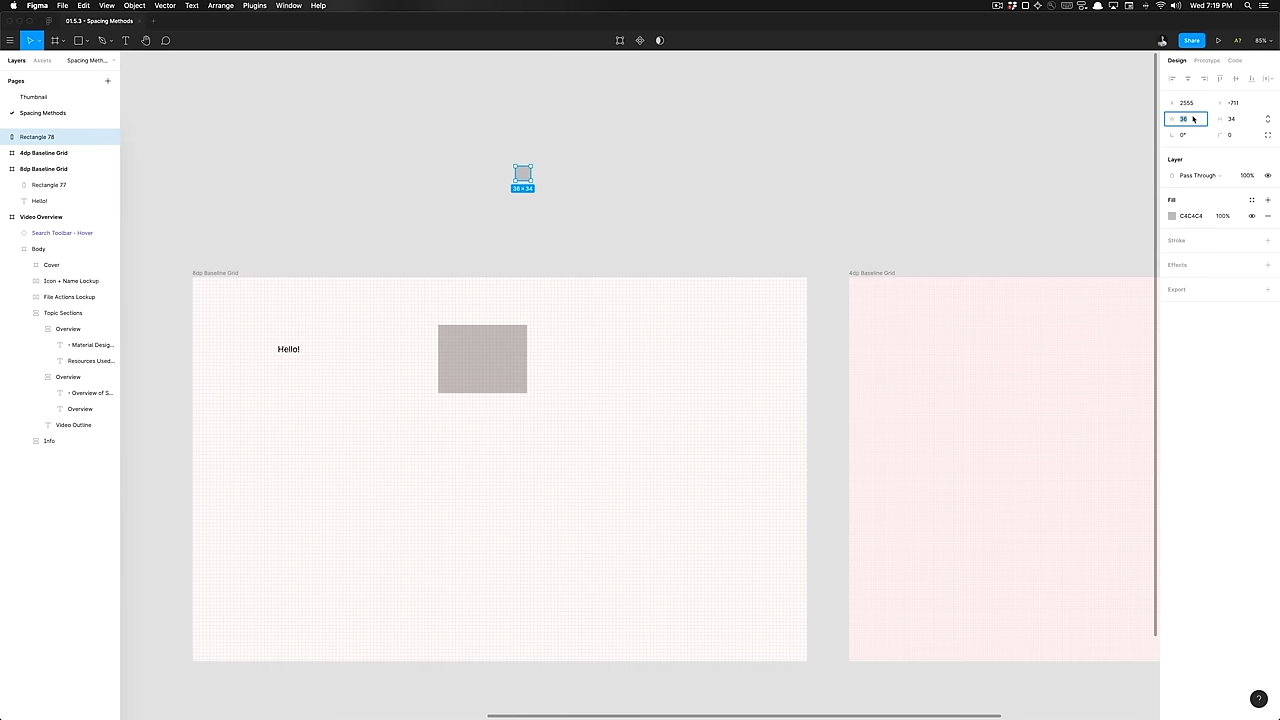 Figma File Edit View Object Vector Text Arrange Plugins Window Help Wed 7:19 PM
01.5.3 - Spacing Methods
Share A? 85%
Layers Assets Spacing Meth...
Design Prototype Code
Pages
Thumbnail
Spacing Methods
Rectangle 78
4dp Baseline Grid
8dp Baseline Grid
Rectangle 77
Hello!
Video Overview
Search Toolbar - Hover
Body
Cover
Icon + Name Lockup
File Actions Lockup
Topic Sections
Overview
- Material Desig...
Resources Used...
Overview
- Overview of S...
Overview
Video Outline
Info
36 × 34
8dp Baseline Grid
4dp Baseline Grid
Hello!
X 2555 Y -711
W 36 H 34
0° 0
Layer
Pass Through 100%
Fill
C4C4C4 100%
Stroke
Effects
Export
?